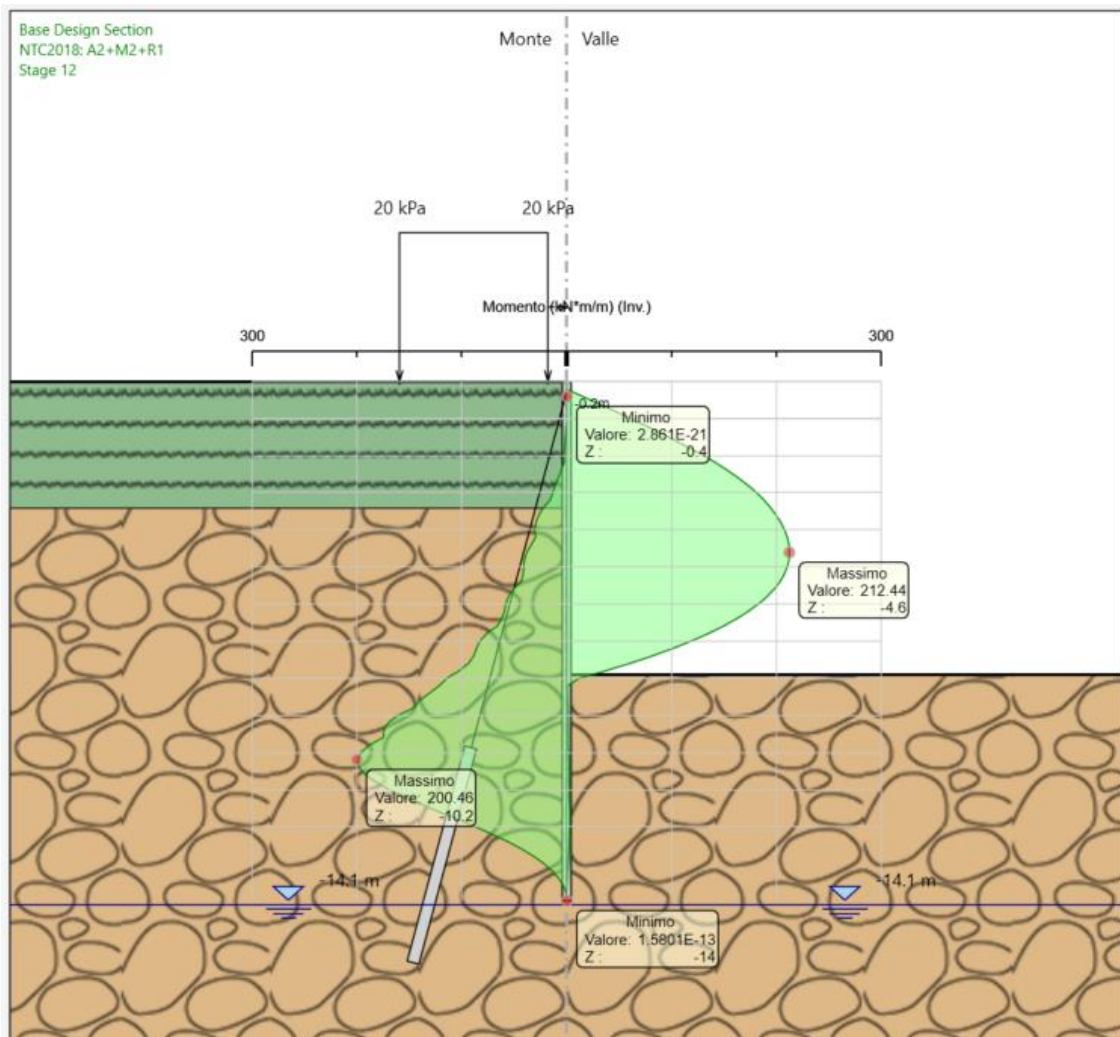 Base Design Section
NTC2018: A2+M2+R1
Stage 12
Monte Valle
20 kPa 20 kPa
Momento (kN*m/m) (Inv.)
300 300
-0.2m
Minimo
Valore: 2.861E-21
Z : -0.4
Massimo
Valore: 212.44
Z : -4.6
Massimo
Valore: 200.46
Z : -10.2
-14.1 m -14.1 m
Minimo
Valore: 1.5801E-13
Z : -14